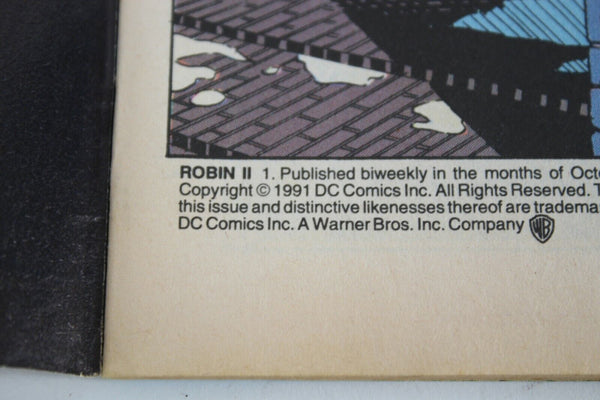 ROBIN II 1. Published biweekly in the months of Oct
Copyright © 1991 DC Comics Inc. All Rights Reserved.
this issue and distinctive likenesses thereof are tradema
DC Comics Inc. A Warner Bros. Inc. Company WB